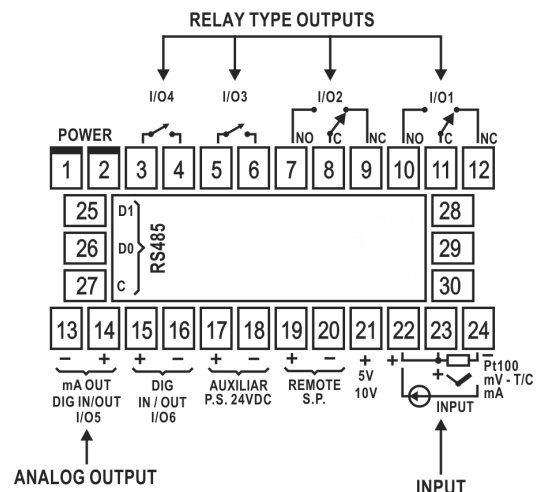 RELAY TYPE OUTPUTS
I/O4 I/O3 I/O2 I/O1
POWER NO C NC NO C NC
1 2 3 4 5 6 7 8 9 10 11 12
25 D1 28
26 D0 RS485 29
27 C 30
13 14 15 16 17 18 19 20 21 22 23 24
− + + − + − + − + + −
mA OUT DIG AUXILIAR REMOTE 5V + Pt100
DIG IN/OUT IN / OUT P.S. 24VDC S.P. 10V mV - T/C
I/O5 I/O6 INPUT mA
ANALOG OUTPUT INPUT